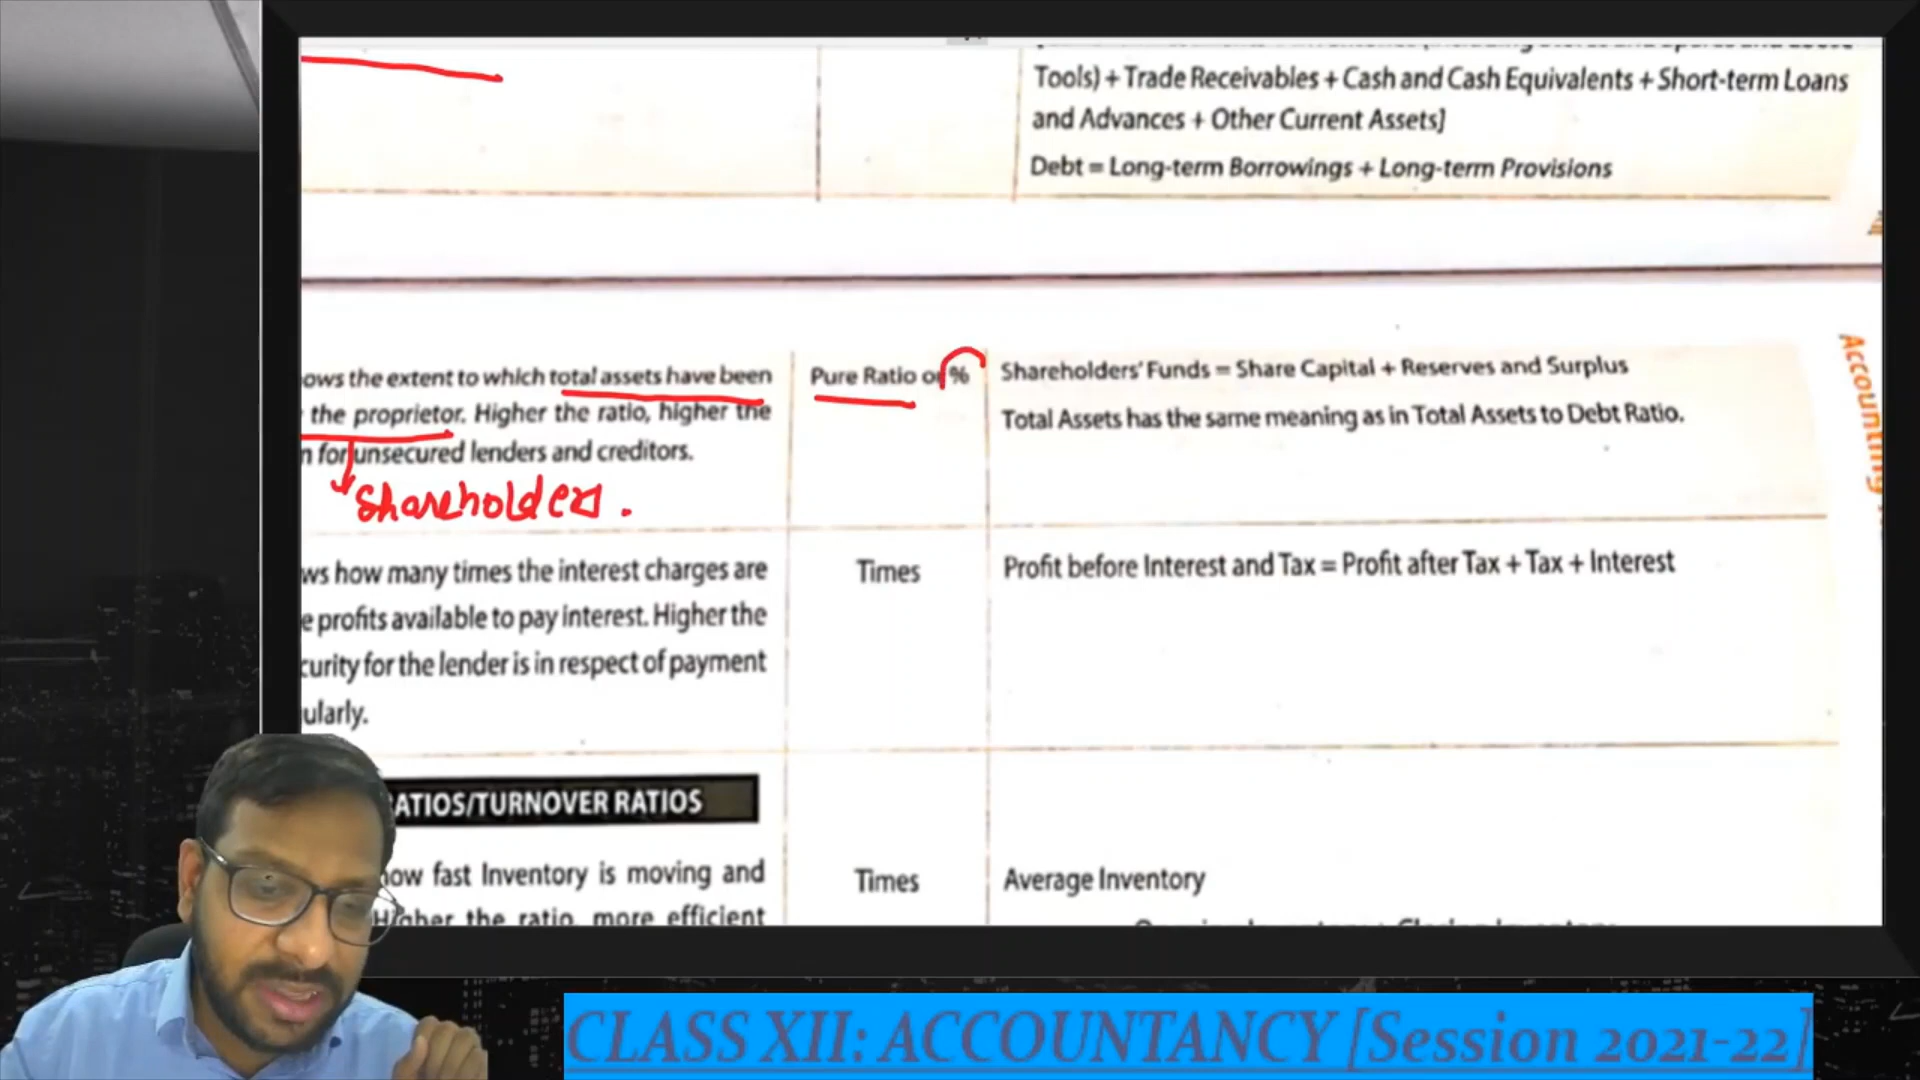 Tools) + Trade Receivables + Cash and Cash Equivalents + Short-term Loans
and Advances + Other Current Assets]
Debt = Long-term Borrowings + Long-term Provisions
ows the extent to which total assets have been
the proprietor. Higher the ratio, higher the
n for unsecured lenders and creditors.
Shareholders.
Pure Ratio or %
Shareholders' Funds = Share Capital + Reserves and Surplus
Total Assets has the same meaning as in Total Assets to Debt Ratio.
Accounting
ws how many times the interest charges are
e profits available to pay interest. Higher the
curity for the lender is in respect of payment
ularly.
Times
Profit before Interest and Tax = Profit after Tax + Tax + Interest
ATIOS/TURNOVER RATIOS
ow fast Inventory is moving and
Higher the ratio, more efficient
Times
Average Inventory
CLASS XII: ACCOUNTANCY [Session 2021-22]